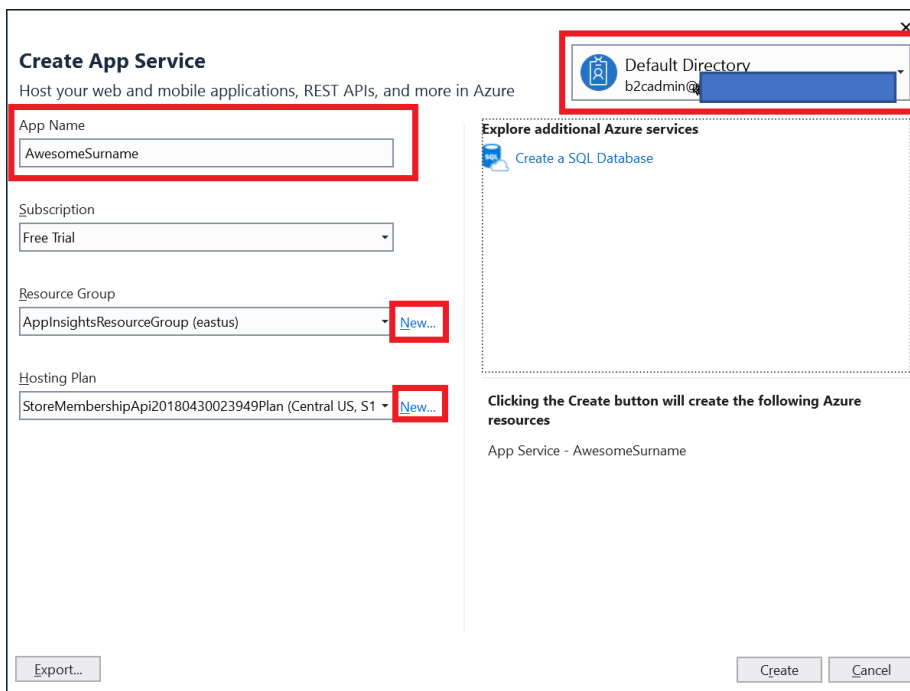 Create App Service
Host your web and mobile applications, REST APIs, and more in Azure
Default Directory
b2cadmin@
App Name
AwesomeSurname
Subscription
Free Trial
Resource Group
AppInsightsResourceGroup (eastus)
New...
Hosting Plan
StoreMembershipApi20180430023949Plan (Central US, S1
New...
Explore additional Azure services
SQL
Create a SQL Database
Clicking the Create button will create the following Azure
resources
App Service - AwesomeSurname
Export...
Create
Cancel